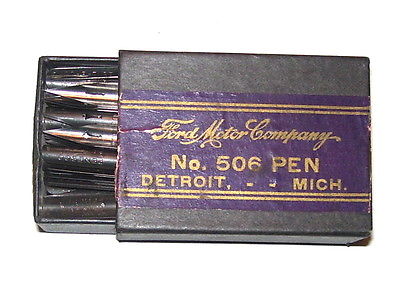 Ford Motor Company
No. 506 PEN
DETROIT, - - MICH.